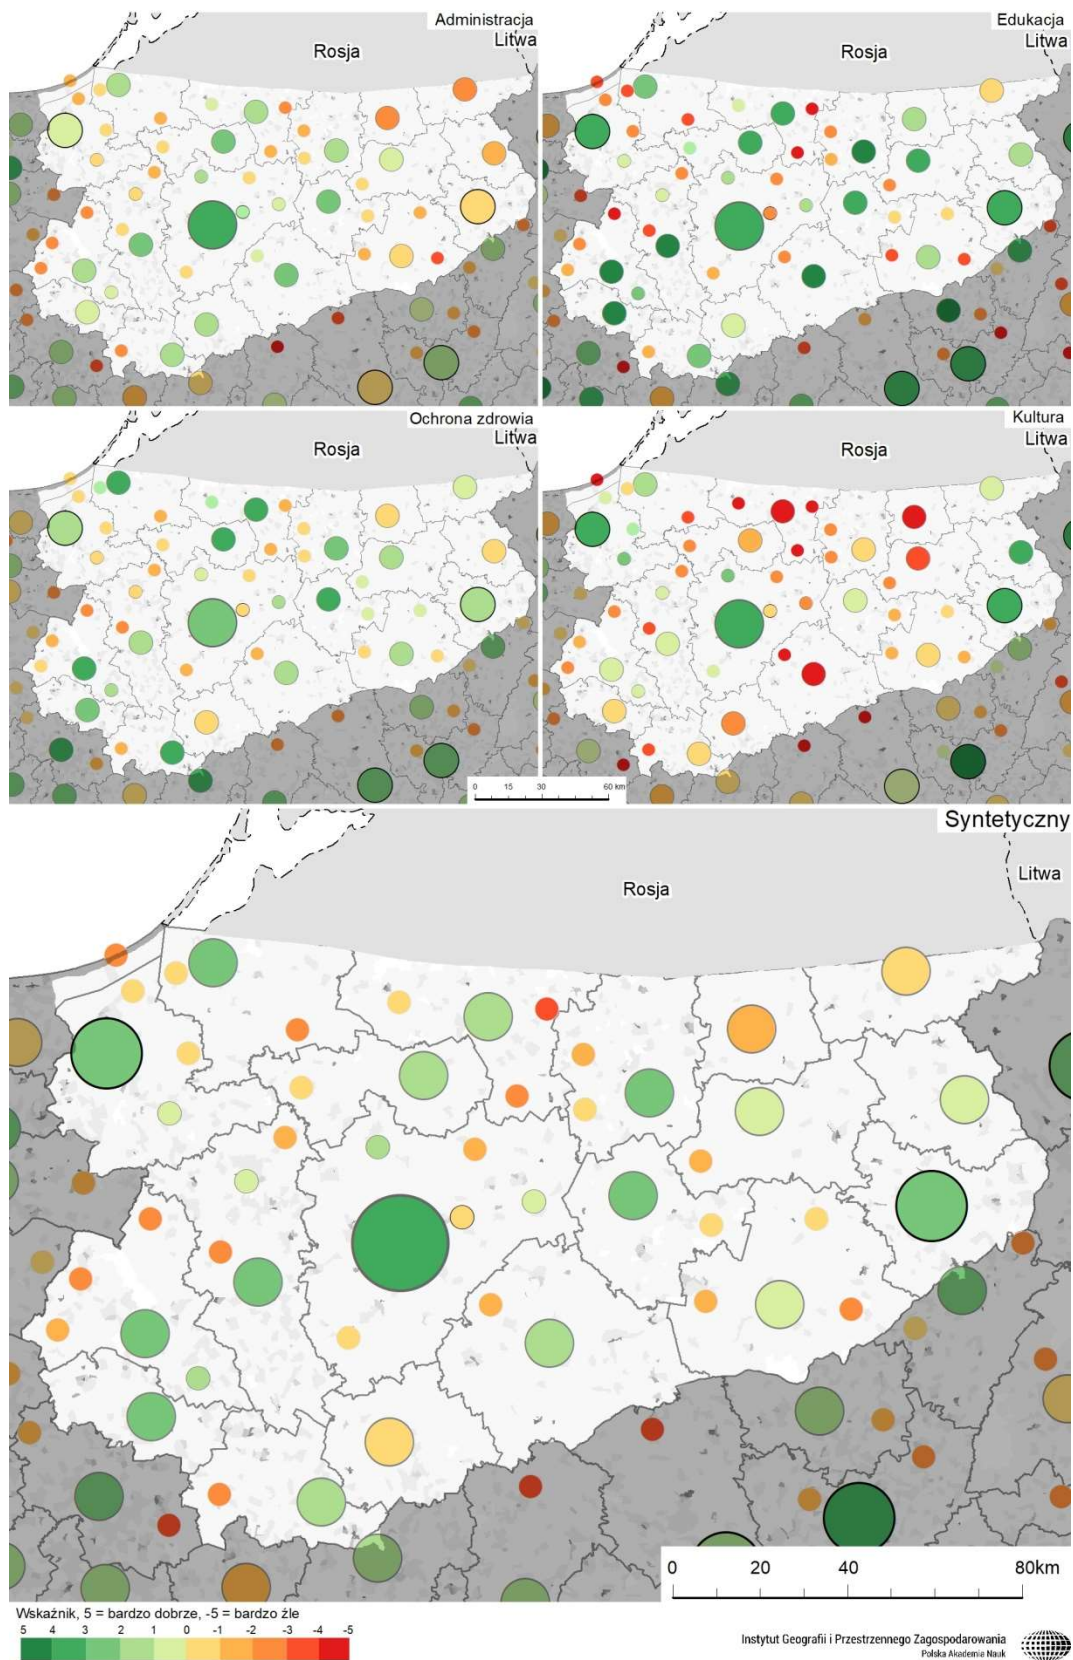 Administracja
Litwa
Rosja
Edukacja
Litwa
Rosja
Ochrona zdrowia
Litwa
Rosja
0 15 30 60 km
Kultura
Litwa
Rosja
Syntetyczny
Litwa
Rosja
0 20 40 80km
Wskaźnik, 5 = bardzo dobrze, -5 = bardzo źle
5 4 3 2 1 0 -1 -2 -3 -4 -5
Instytut Geografii i Przestrzennego Zagospodarowania
Polska Akademia Nauk